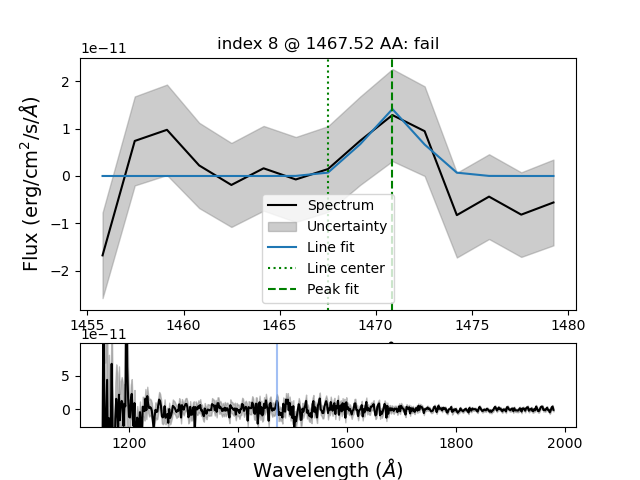 index 8 @ 1467.52 AA: fail
1e−11
2
1
0
−1
−2
Flux (erg/cm²/s/Å)
Spectrum
Uncertainty
Line fit
Line center
Peak fit
1455 1460 1465 1470 1475 1480
1e−11
5
0
1200 1400 1600 1800 2000
Wavelength (Å)